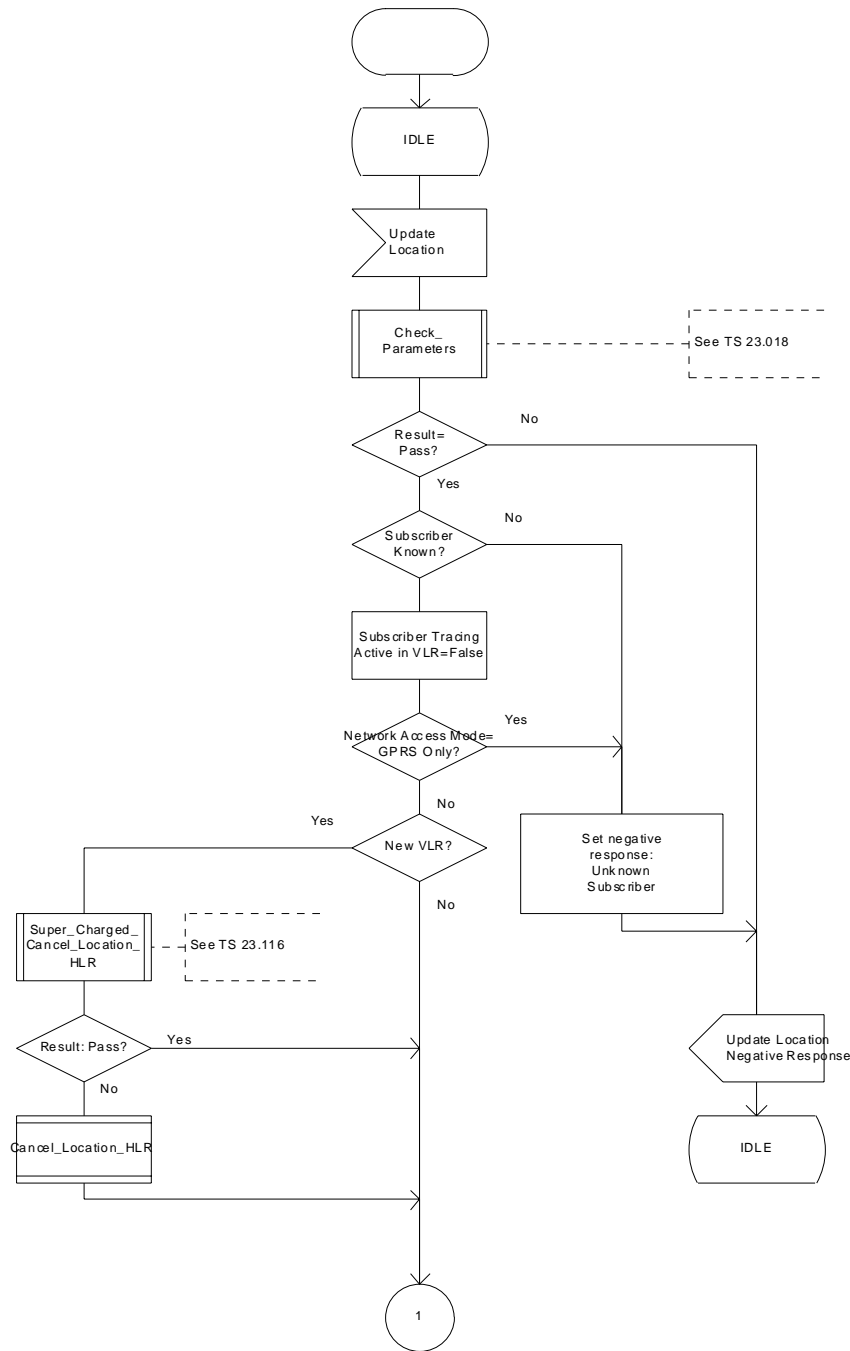 IDLE
Update
Location
Check_
Parameters
See TS 23.018
Result=
Pass?
No
Yes
Subscriber
Known?
No
Subscriber Tracing
Active in VLR=False
Network Access Mode=
GPRS Only?
Yes
No
Yes
New VLR?
No
Set negative
response:
Unknown
Subscriber
Super_Charged_
Cancel_Location_
HLR
See TS 23.116
Result: Pass?
Yes
No
Update Location
Negative Response
Cancel_Location_HLR
IDLE
1